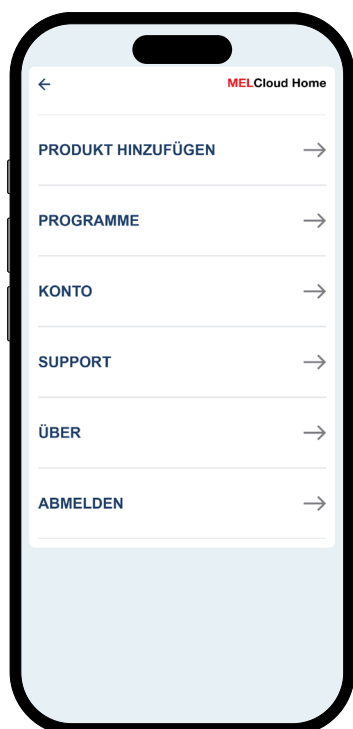 MELCloud Home
PRODUKT HINZUFÜGEN
PROGRAMME
KONTO
SUPPORT
ÜBER
ABMELDEN